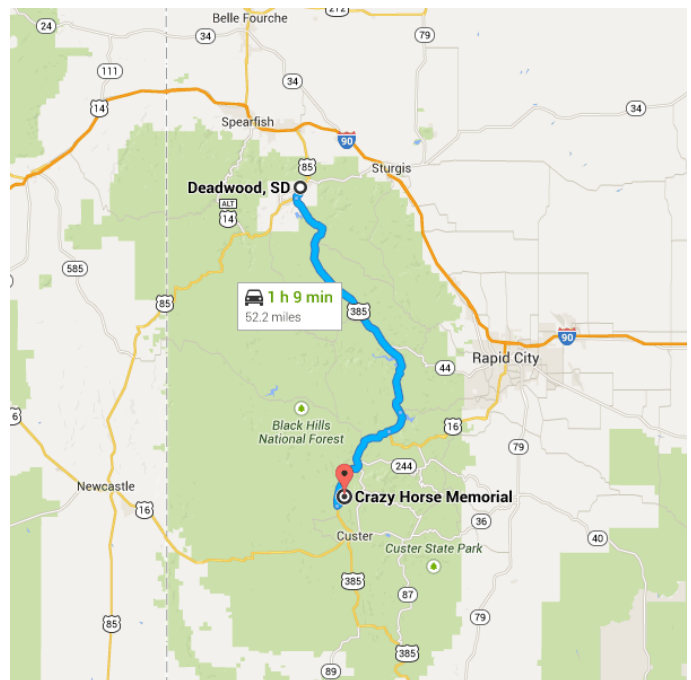 212
Belle Fourche
24
34
79
111
34
14
34
Spearfish
90
85
Sturgis
Deadwood, SD
ALT
14
585
85
1 h 9 min
52.2 miles
385
90
Rapid City
44
16
Black Hills
National Forest
16
79
244
Newcastle
Crazy Horse Memorial
16
36
Custer
40
Custer State Park
385
87
85
385
79
89